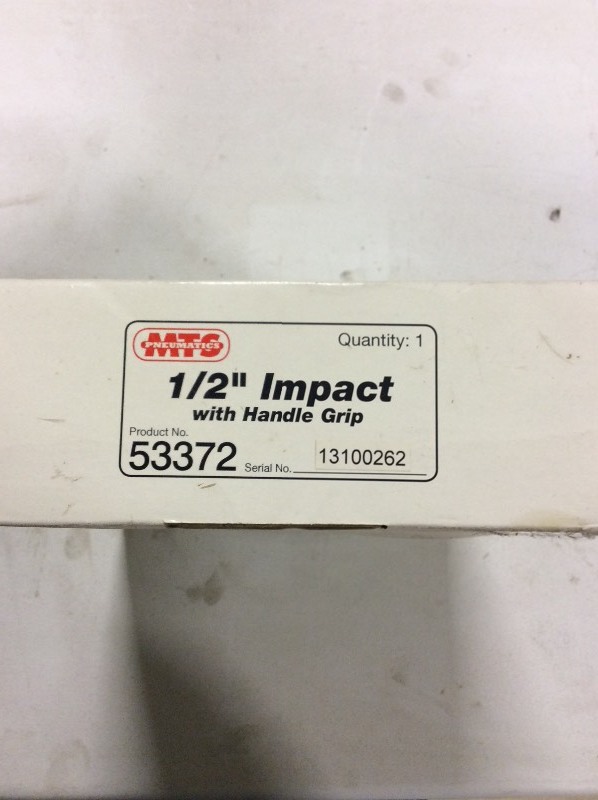 MTS
PNEUMATICS
Quantity: 1
1/2" Impact
with Handle Grip
Product No.
53372
Serial No. 13100262